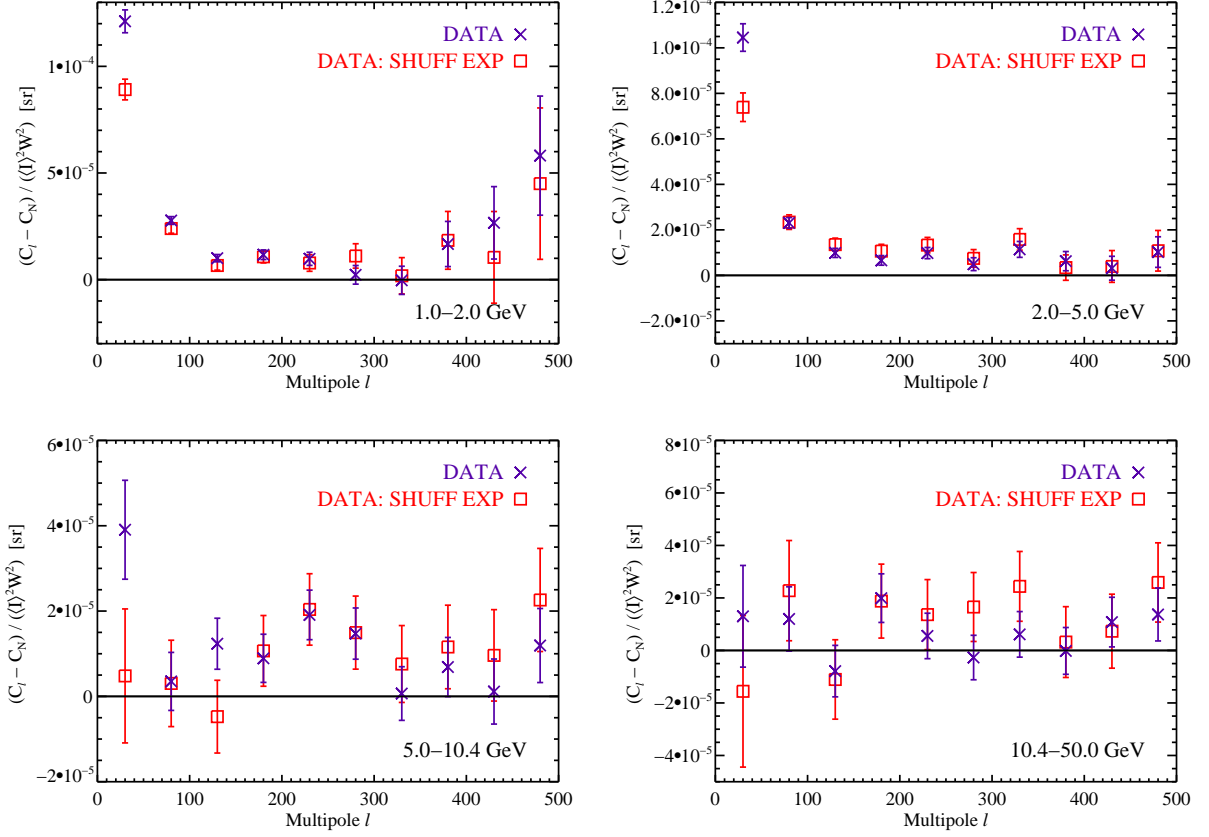 DATA
DATA: SHUFF EXP
1•10⁻⁴
5•10⁻⁵
0
(C_l − C_N) / (⟨I⟩²W²) [sr]
1.0–2.0 GeV
0 100 200 300 400 500
Multipole l
DATA
DATA: SHUFF EXP
1.2•10⁻⁴
1.0•10⁻⁴
8.0•10⁻⁵
6.0•10⁻⁵
4.0•10⁻⁵
2.0•10⁻⁵
0
−2.0•10⁻⁵
(C_l − C_N) / (⟨I⟩²W²) [sr]
2.0–5.0 GeV
0 100 200 300 400 500
Multipole l
DATA
DATA: SHUFF EXP
6•10⁻⁵
4•10⁻⁵
2•10⁻⁵
0
−2•10⁻⁵
(C_l − C_N) / (⟨I⟩²W²) [sr]
5.0–10.4 GeV
0 100 200 300 400 500
Multipole l
DATA
DATA: SHUFF EXP
8•10⁻⁵
6•10⁻⁵
4•10⁻⁵
2•10⁻⁵
0
−2•10⁻⁵
−4•10⁻⁵
(C_l − C_N) / (⟨I⟩²W²) [sr]
10.4–50.0 GeV
0 100 200 300 400 500
Multipole l